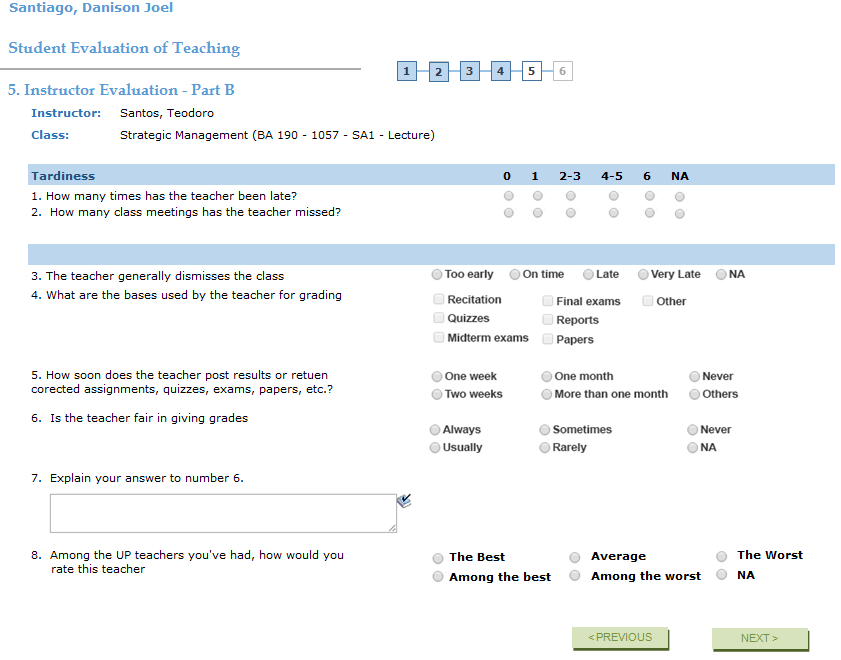 Santiago, Danison Joel
Student Evaluation of Teaching
1 2 3 4 5 6
5. Instructor Evaluation - Part B
Instructor: Santos, Teodoro
Class: Strategic Management (BA 190 - 1057 - SA1 - Lecture)
Tardiness 0 1 2-3 4-5 6 NA
1. How many times has the teacher been late?
2. How many class meetings has the teacher missed?
3. The teacher generally dismisses the class Too early On time Late Very Late NA
4. What are the bases used by the teacher for grading Recitation Final exams Other
Quizzes Reports
Midterm exams Papers
5. How soon does the teacher post results or retuen One week One month Never
corected assignments, quizzes, exams, papers, etc.? Two weeks More than one month Others
6. Is the teacher fair in giving grades
Always Sometimes Never
Usually Rarely NA
7. Explain your answer to number 6.
8. Among the UP teachers you've had, how would you The Best Average The Worst
rate this teacher Among the best Among the worst NA
<PREVIOUS NEXT>